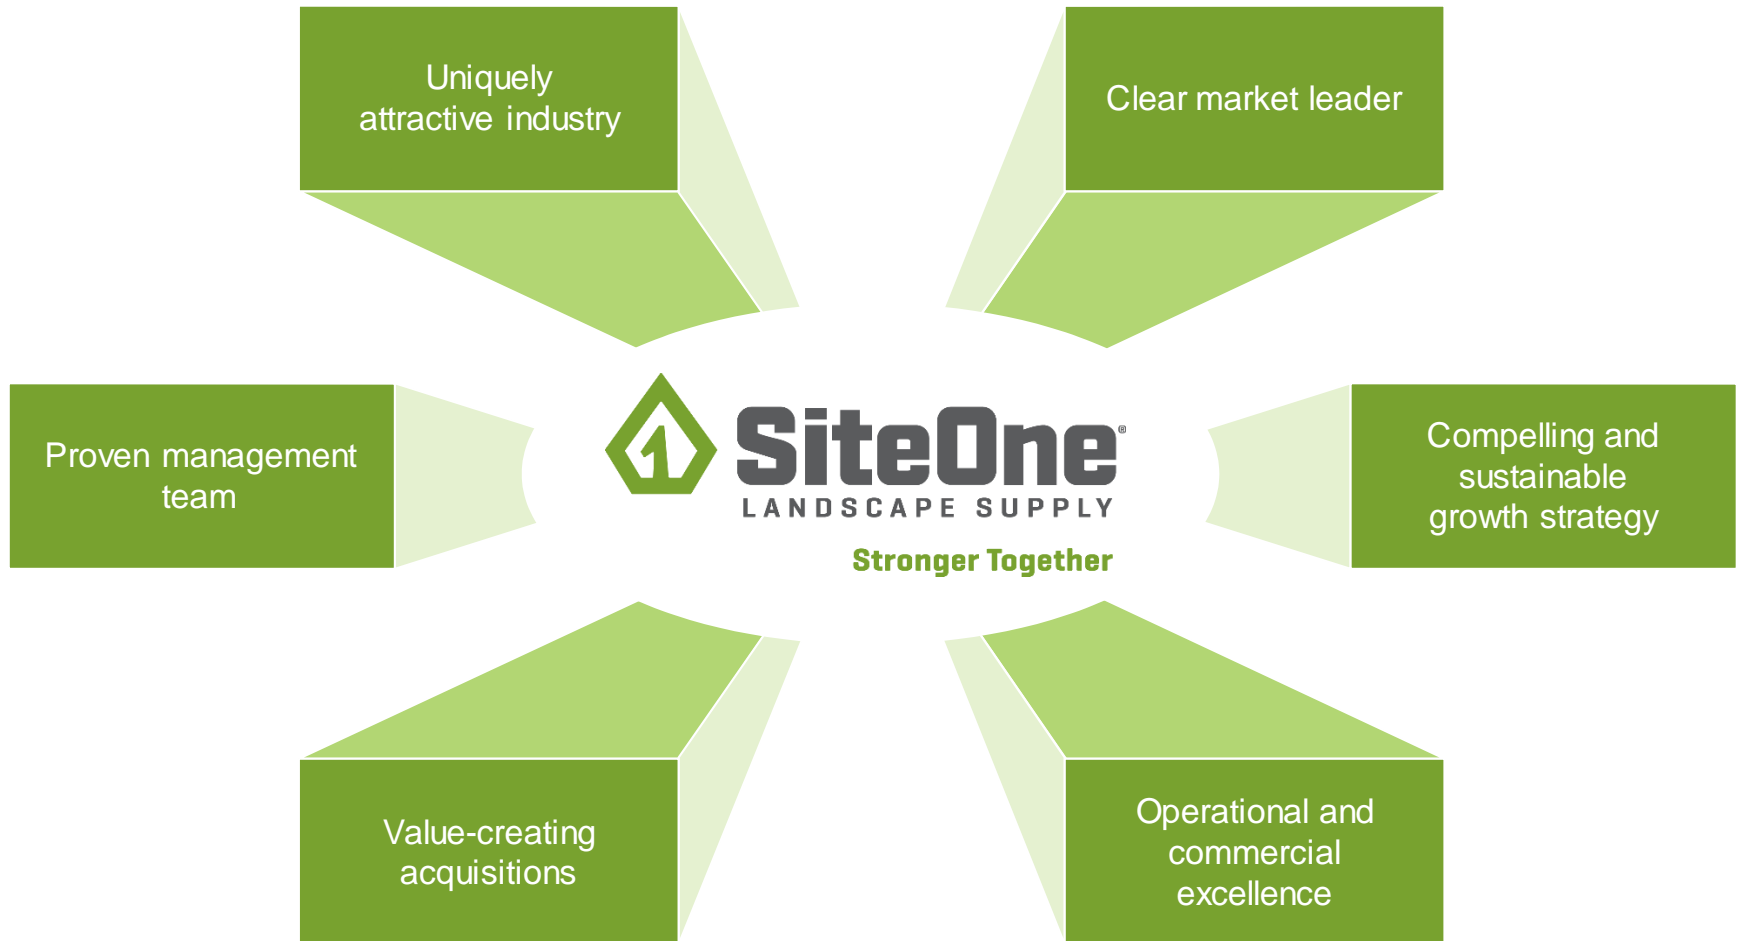 Uniquely
attractive industry
Clear market leader
Proven management
team
1
SiteOne®
LANDSCAPE SUPPLY
Stronger Together
Compelling and
sustainable
growth strategy
Value-creating
acquisitions
Operational and
commercial
excellence